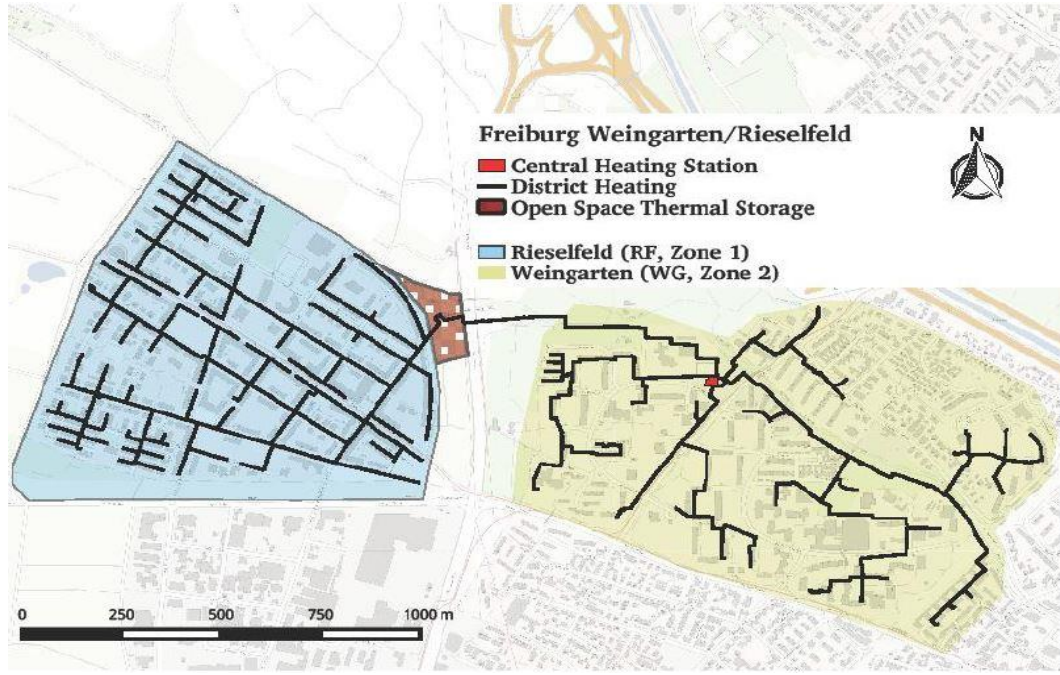 Freiburg Weingarten/Rieselfeld
N
Central Heating Station
District Heating
Open Space Thermal Storage
Rieselfeld (RF, Zone 1)
Weingarten (WG, Zone 2)
0 250 500 750 1000 m